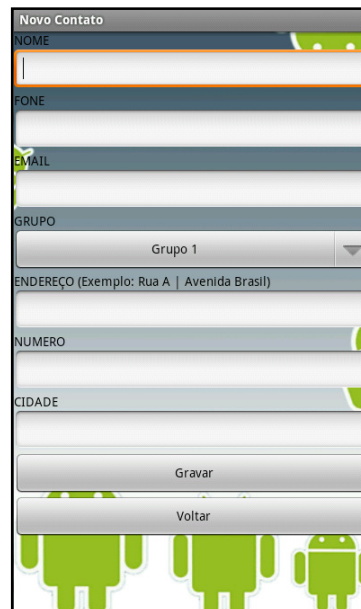 Novo Contato
NOME
FONE
EMAIL
GRUPO
Grupo 1
ENDEREÇO (Exemplo: Rua A | Avenida Brasil)
NUMERO
CIDADE
Gravar
Voltar